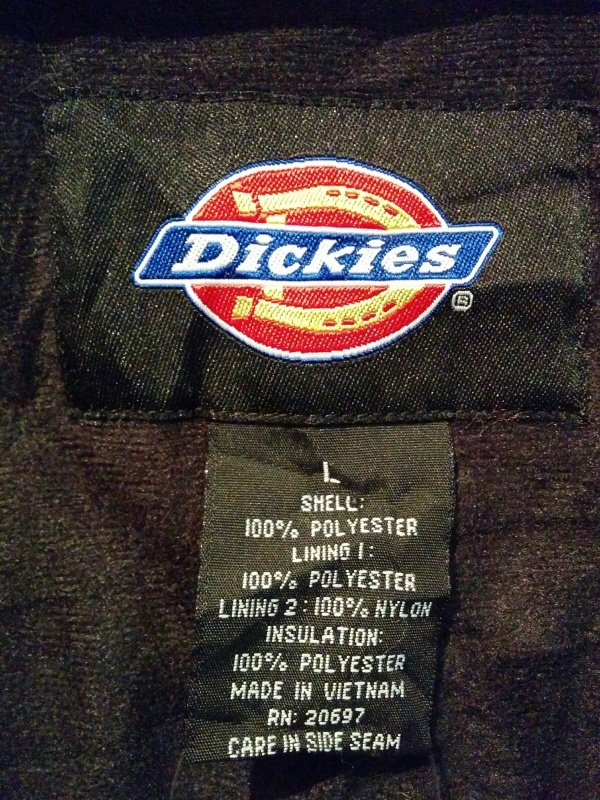 Dickies
®
L
SHELL:
100% POLYESTER
LINING 1:
100% POLYESTER
LINING 2: 100% NYLON
INSULATION:
100% POLYESTER
MADE IN VIETNAM
RN: 20697
CARE IN SIDE SEAM